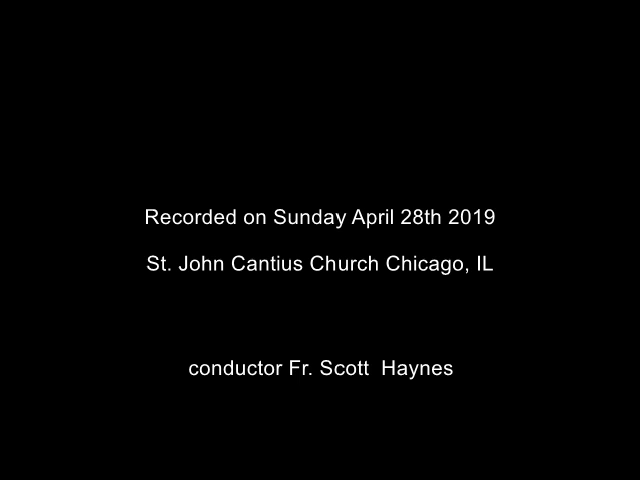 Recorded on Sunday April 28th 2019
St. John Cantius Church Chicago, IL
conductor Fr. Scott  Haynes